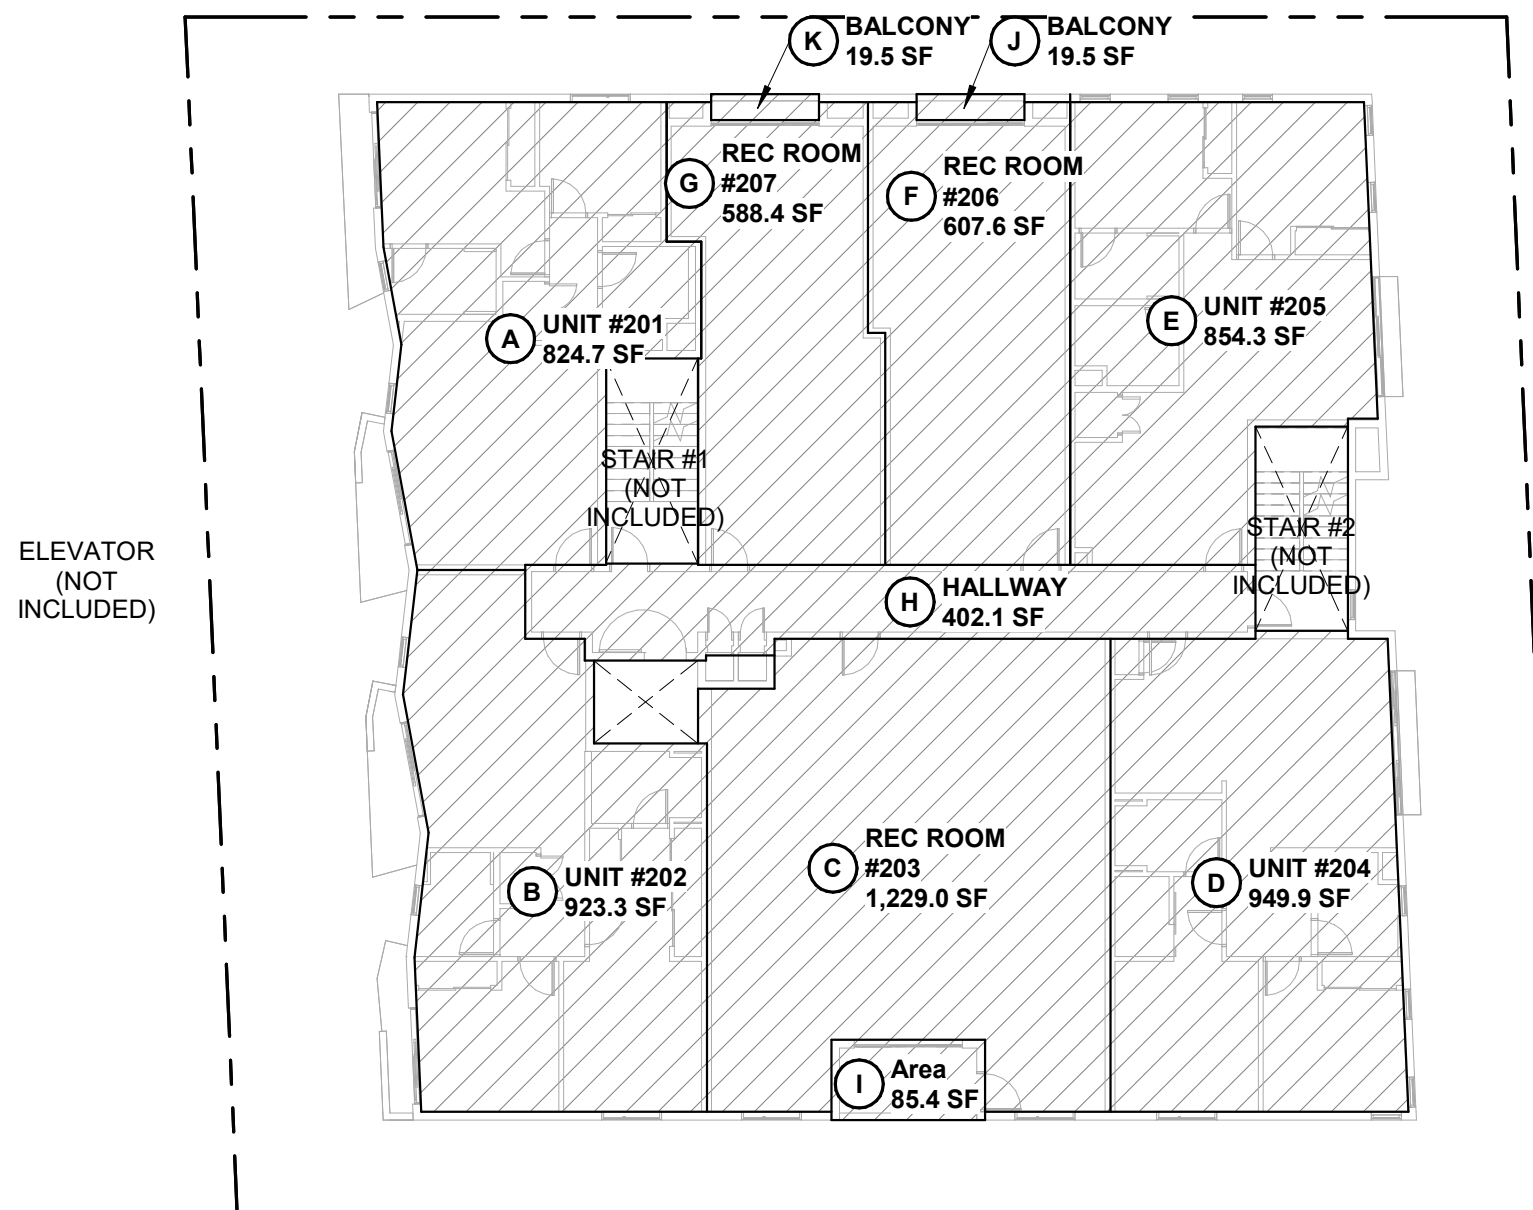 K
BALCONY
19.5 SF
J
BALCONY
19.5 SF
G
REC ROOM
#207
588.4 SF
F
REC ROOM
#206
607.6 SF
A
UNIT #201
824.7 SF
E
UNIT #205
854.3 SF
STAIR #1
(NOT
INCLUDED)
STAIR #2
(NOT
INCLUDED)
ELEVATOR
(NOT
INCLUDED)
H
HALLWAY
402.1 SF
B
UNIT #202
923.3 SF
C
REC ROOM
#203
1,229.0 SF
D
UNIT #204
949.9 SF
I
Area
85.4 SF